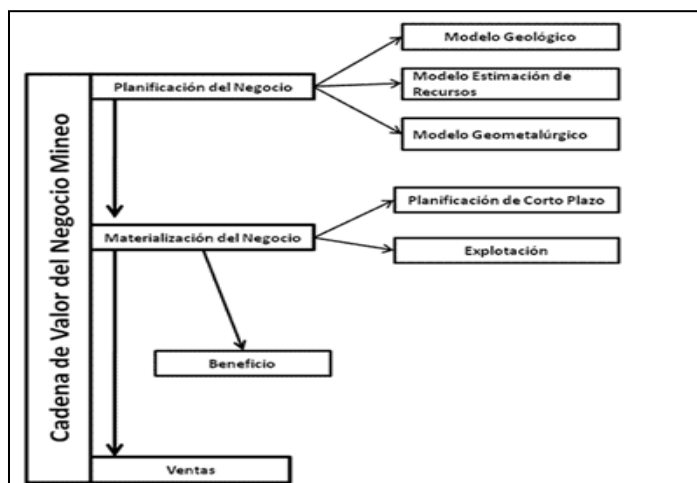 Cadena de Valor del Negocio Mineo
Modelo Geológico
Planificación del Negocio
Modelo Estimación de
Recursos
Modelo Geometalúrgico
Planificación de Corto Plazo
Materialización del Negocio
Explotación
Beneficio
Ventas